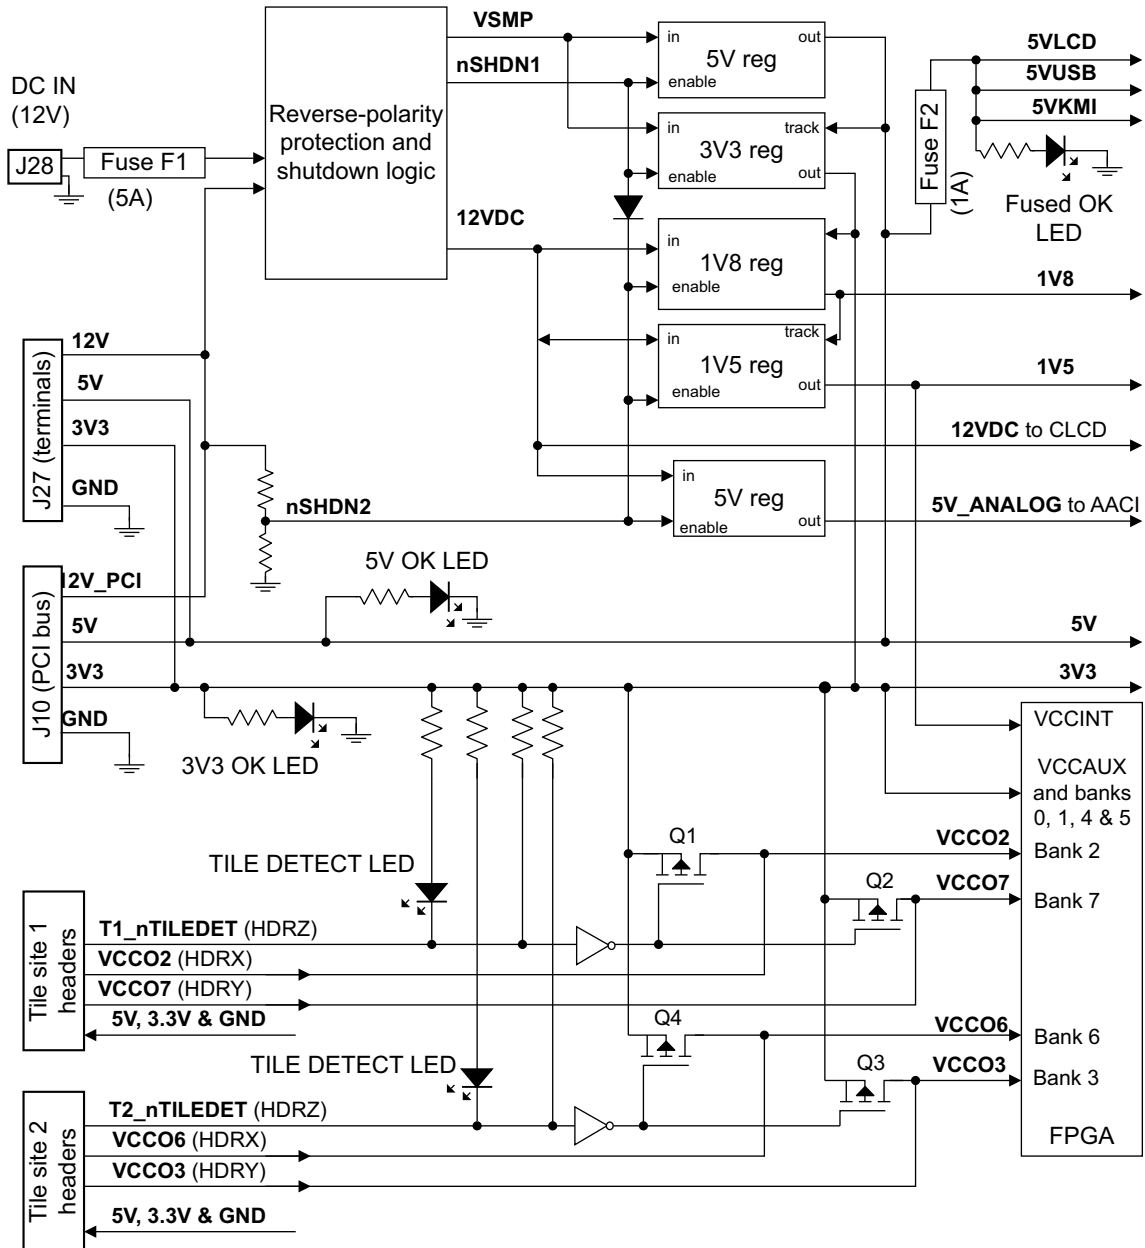 VSMP
in
out
5V reg
enable
nSHDN1
5VLCD
5VUSB
5VKMI
DC IN
(12V)
Reverse-polarity
protection and
shutdown logic
Fuse F2
(1A)
in
track
3V3 reg
enable
out
J28
Fuse F1
(5A)
Fused OK
LED
12VDC
in
1V8 reg
enable
1V8
12V
in
track
1V5 reg
enable
out
1V5
J27 (terminals)
5V
3V3
12VDC to CLCD
GND
in
5V reg
enable
out
nSHDN2
5V_ANALOG to AACI
5V OK LED
J10 (PCI bus)
12V_PCI
5V
5V
3V3
3V3
GND
3V3 OK LED
VCCINT
VCCAUX
and banks
0, 1, 4 & 5
Q1
VCCO2
Bank 2
TILE DETECT LED
Q2
VCCO7
Bank 7
Tile site 1
headers
T1_nTILEDET (HDRZ)
VCCO2 (HDRX)
VCCO7 (HDRY)
5V, 3.3V & GND
Q4
VCCO6
Bank 6
TILE DETECT LED
Q3
VCCO3
Bank 3
FPGA
Tile site 2
headers
T2_nTILEDET (HDRZ)
VCCO6 (HDRX)
VCCO3 (HDRY)
5V, 3.3V & GND